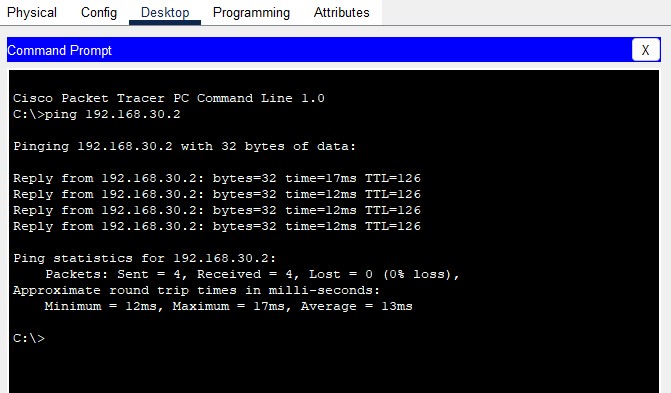 Physical Config Desktop Programming Attributes
Command Prompt X
Cisco Packet Tracer PC Command Line 1.0
C:\>ping 192.168.30.2
Pinging 192.168.30.2 with 32 bytes of data:
Reply from 192.168.30.2: bytes=32 time=17ms TTL=126
Reply from 192.168.30.2: bytes=32 time=12ms TTL=126
Reply from 192.168.30.2: bytes=32 time=12ms TTL=126
Reply from 192.168.30.2: bytes=32 time=12ms TTL=126
Ping statistics for 192.168.30.2:
Packets: Sent = 4, Received = 4, Lost = 0 (0% loss),
Approximate round trip times in milli-seconds:
Minimum = 12ms, Maximum = 17ms, Average = 13ms
C:\>